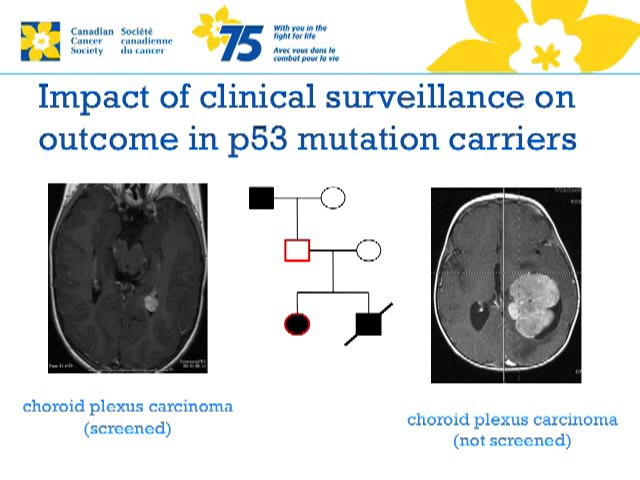 Canadian Cancer Society
Société canadienne du cancer
75
With you in the fight for life
Avec vous dans le combat pour la vie
Impact of clinical surveillance on
outcome in p53 mutation carriers
choroid plexus carcinoma
(screened)
choroid plexus carcinoma
(not screened)